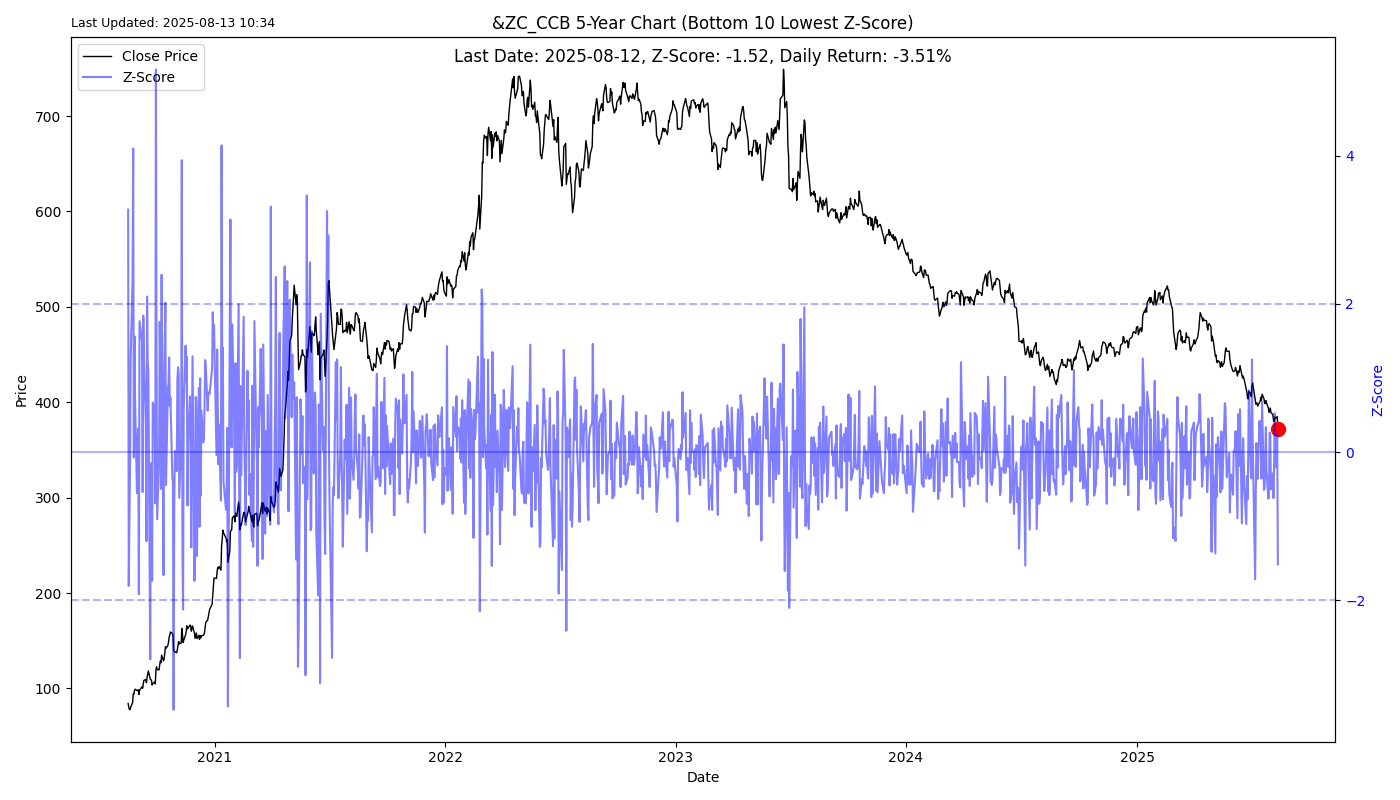 Last Updated: 2025-08-13 10:34
&ZC_CCB 5-Year Chart (Bottom 10 Lowest Z-Score)
Last Date: 2025-08-12, Z-Score: -1.52, Daily Return: -3.51%
Close Price
Z-Score
700
600
500
400
300
200
100
Price
4
2
0
−2
Z-Score
2021
2022
2023
2024
2025
Date